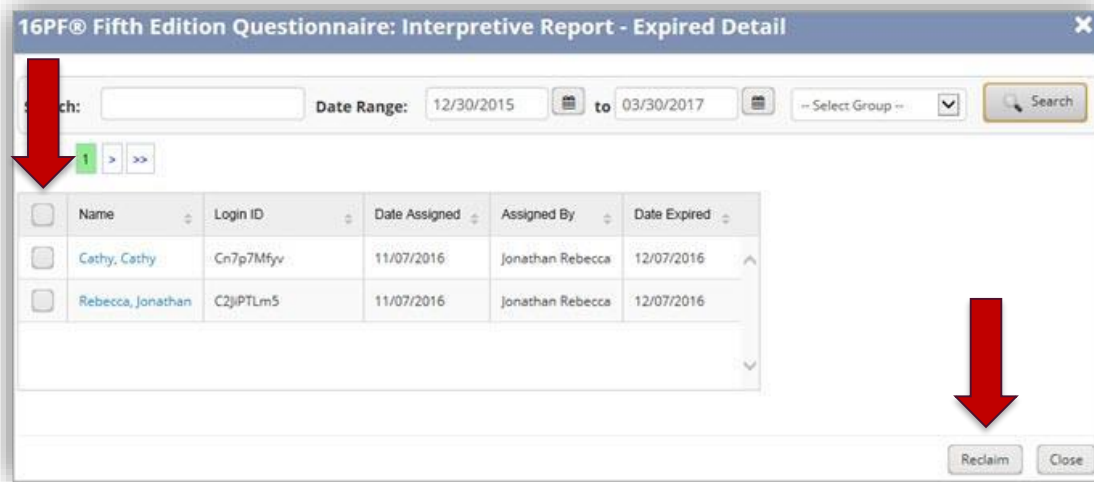 16PF® Fifth Edition Questionnaire: Interpretive Report - Expired Detail
ch: Date Range: 12/30/2015 to 03/30/2017 -- Select Group -- Search
1 > >>
Name Login ID Date Assigned Assigned By Date Expired
Cathy, Cathy Cn7p7Mfyv 11/07/2016 Jonathan Rebecca 12/07/2016
Rebecca, Jonathan C2JiPTLm5 11/07/2016 Jonathan Rebecca 12/07/2016
Reclaim Close